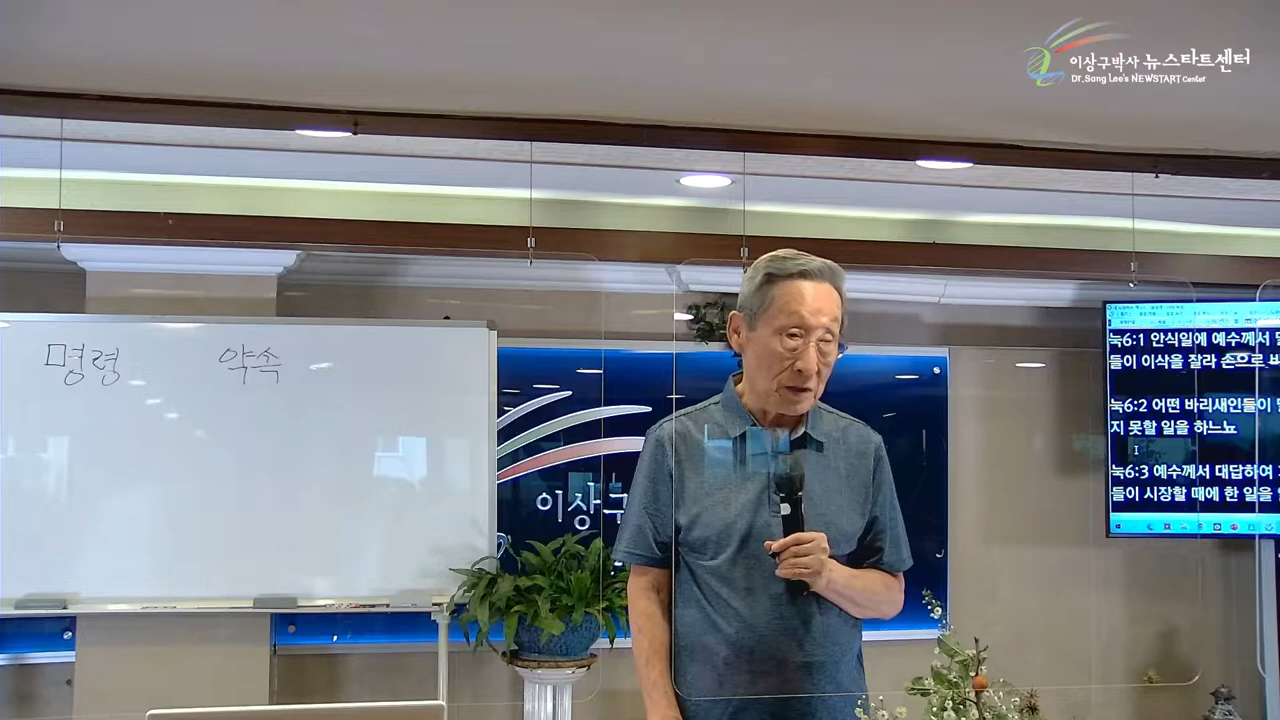 이상구박사 뉴스타트센터
Dr. Sang Lee's NEWSTART Center
명령 약속
이상구
눅6:1 안식일에 예수께서
들이 이삭을 잘라 손으로
눅6:2 어떤 바리새인들이
지 못할 일을 하느뇨
눅6:3 예수께서 대답하여
들이 시장할 때에 한 일을